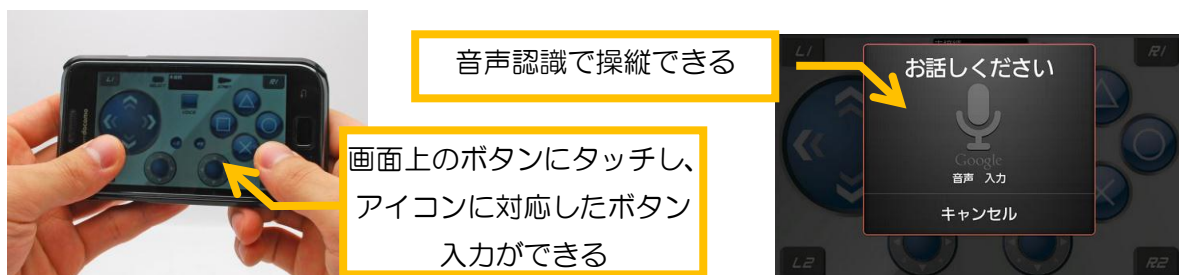 音声認識で操縦できる
画面上のボタンにタッチし、
アイコンに対応したボタン
入力ができる
L1
R1
L1
R1
お話しください
Google
音声 入力
キャンセル
L2
R2